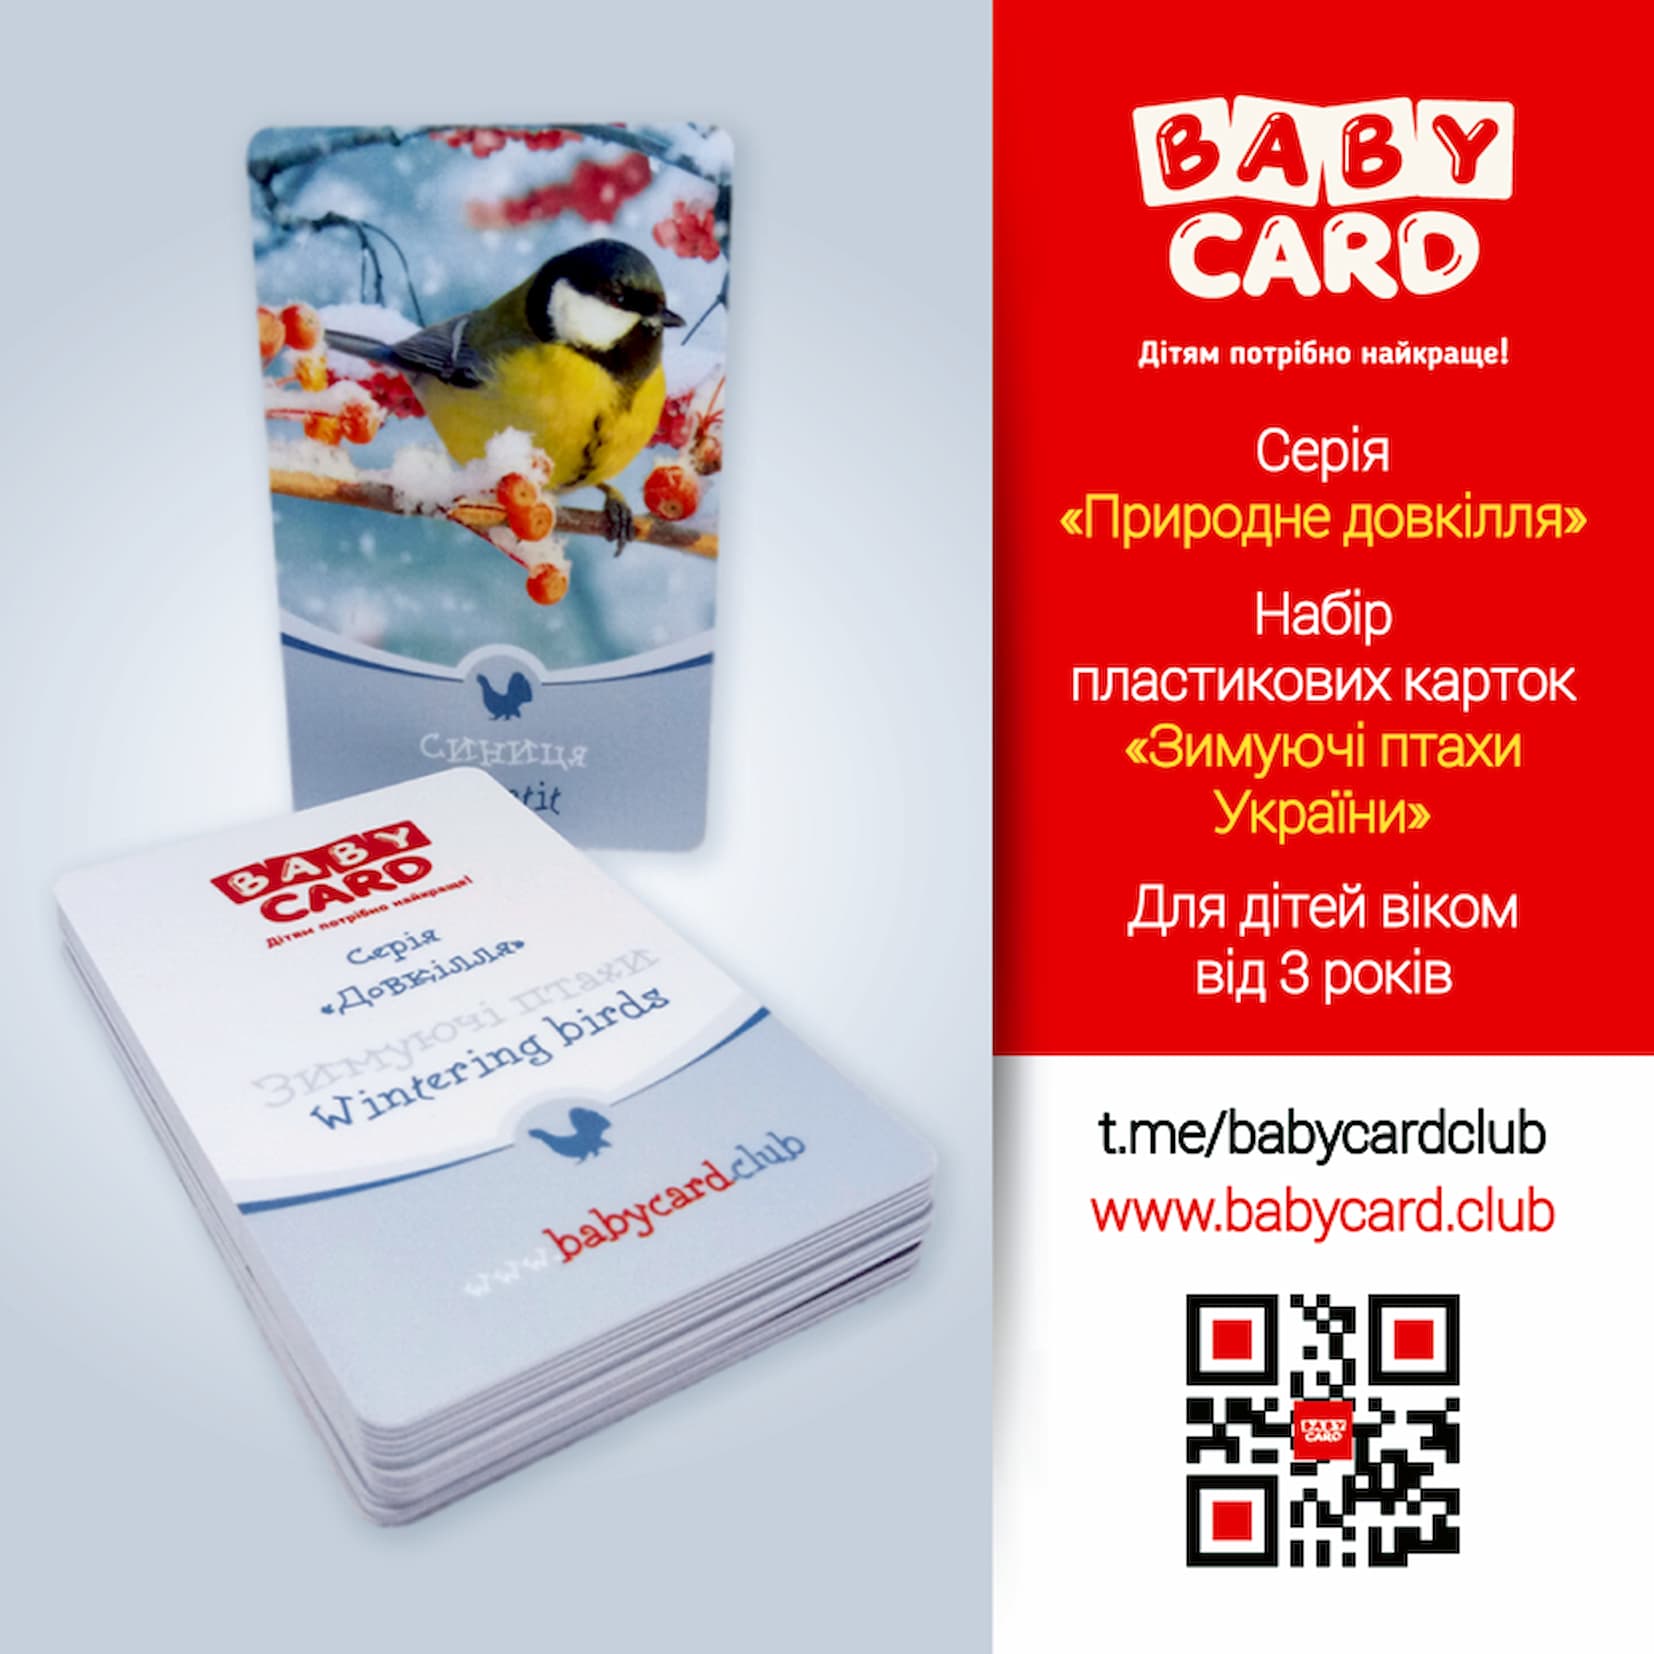 Синиця
BABY
CARD
Дітям потрібно найкраще!
Серія
«Довкілля»
Зимуючі птахи
Wintering birds
www.babycard.club
BABY
CARD
Дітям потрібно найкраще!
Серія
«Природне довкілля»
Набір
пластикових карток
«Зимуючі птахи
України»
Для дітей віком
від 3 років
t.me/babycardclub
www.babycard.club
BABY
CARD